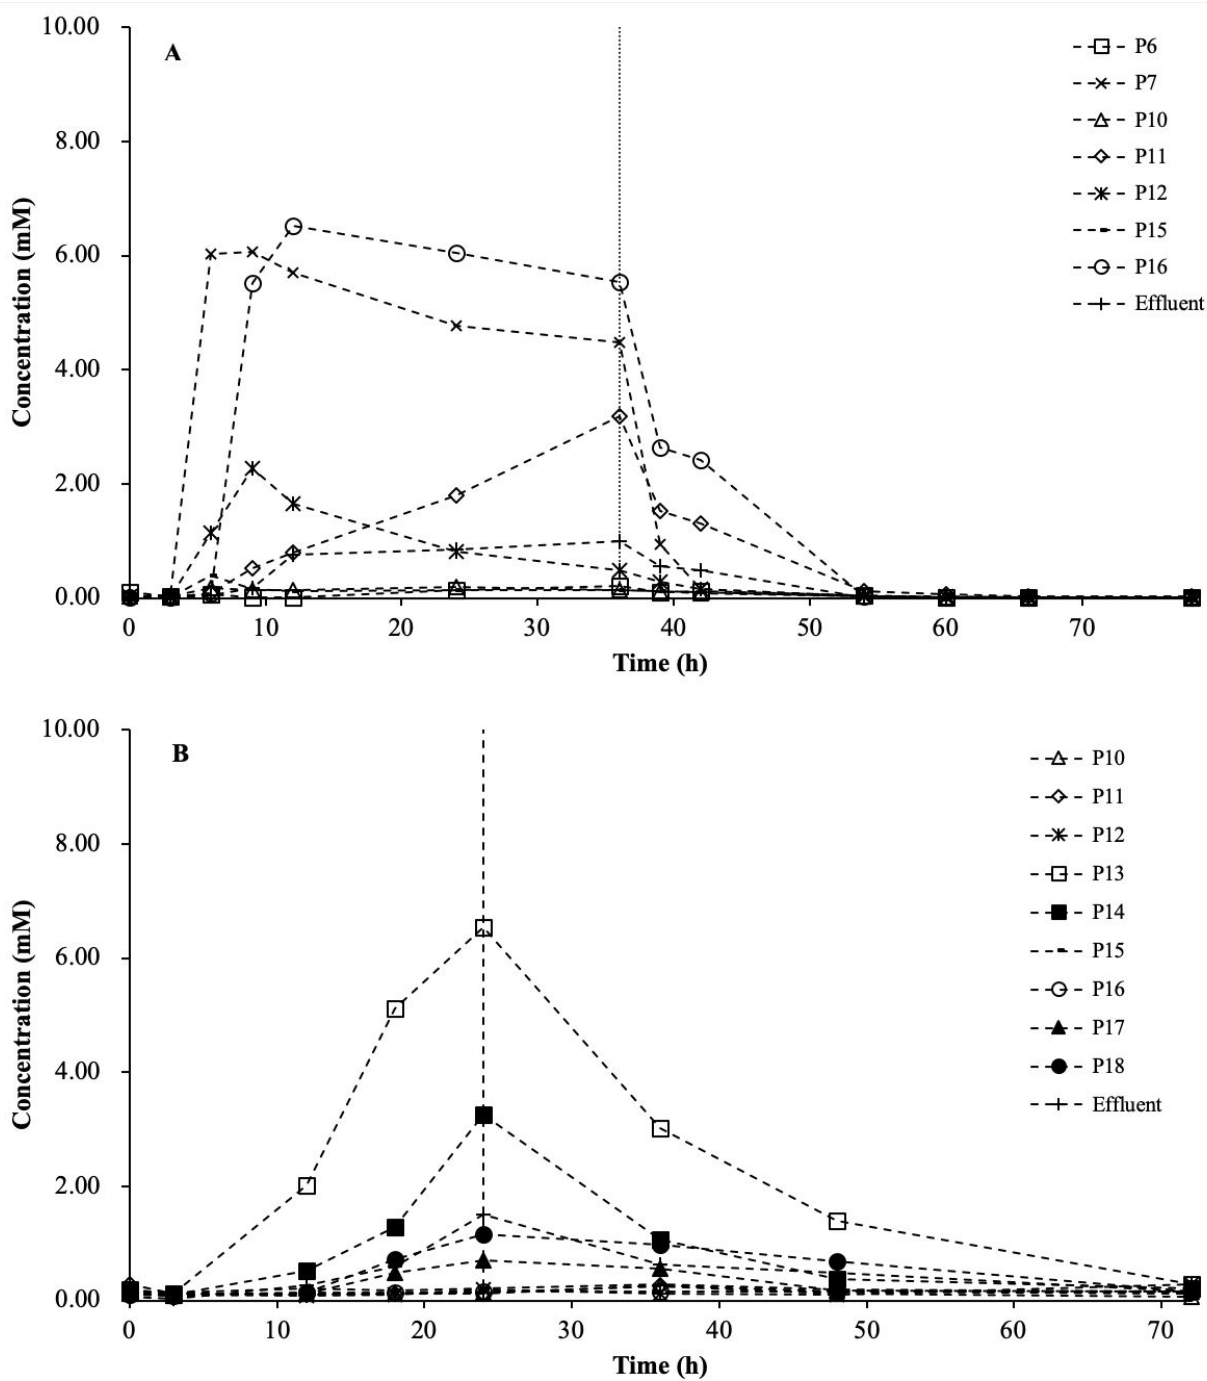 A
Concentration (mM)
10.00
8.00
6.00
4.00
2.00
0.00
0 10 20 30 40 50 60 70
Time (h)
P6
P7
P10
P11
P12
P15
P16
Effluent
B
Concentration (mM)
10.00
8.00
6.00
4.00
2.00
0.00
0 10 20 30 40 50 60 70
Time (h)
P10
P11
P12
P13
P14
P15
P16
P17
P18
Effluent